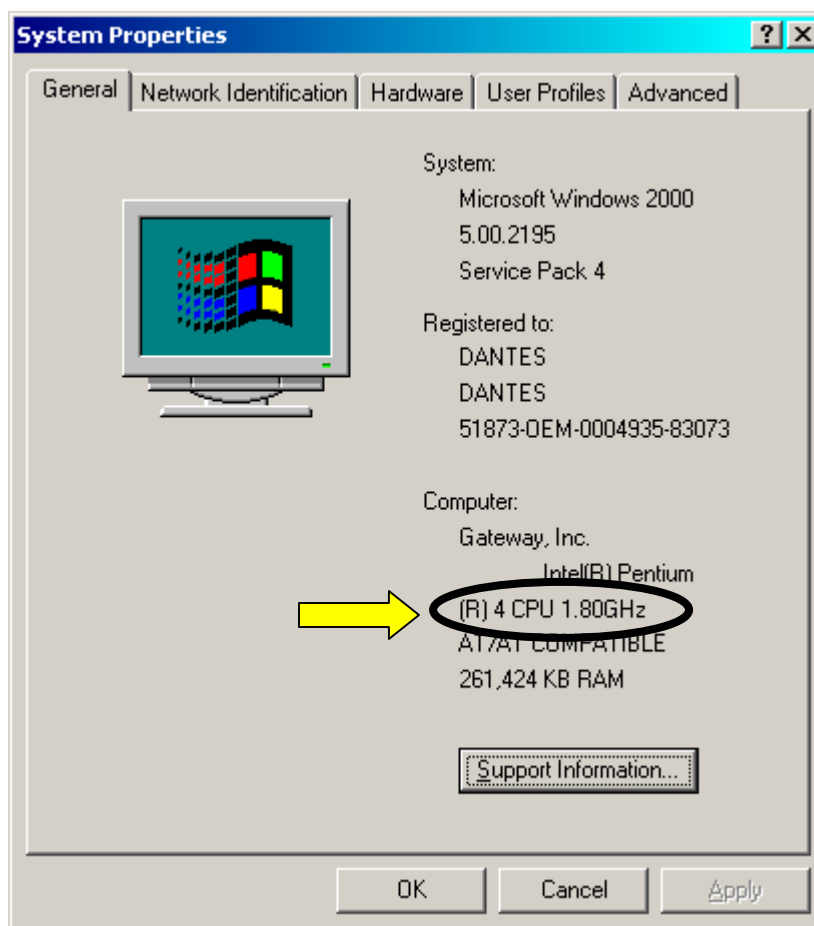 System Properties
General Network Identification Hardware User Profiles Advanced
System:
Microsoft Windows 2000
5.00.2195
Service Pack 4
Registered to:
DANTES
DANTES
51873-OEM-0004935-83073
Computer:
Gateway, Inc.
Intel(R) Pentium
(R) 4 CPU 1.80GHz
AT/AT COMPATIBLE
261,424 KB RAM
Support Information...
OK Cancel Apply